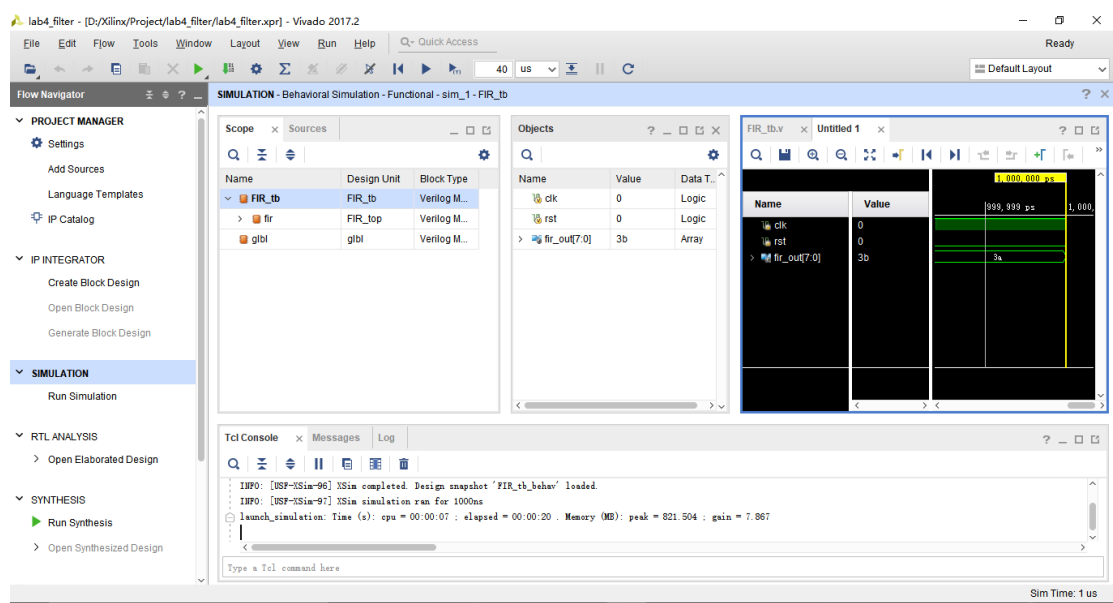 lab4_filter - [D:/Xilinx/Project/lab4_filter/lab4_filter.xpr] - Vivado 2017.2
File Edit Flow Tools Window Layout View Run Help Q- Quick Access Ready
40 us Default Layout
Flow Navigator ? SIMULATION - Behavioral Simulation - Functional - sim_1 - FIR_tb ?
PROJECT MANAGER
Settings
Add Sources
Language Templates
IP Catalog
IP INTEGRATOR
Create Block Design
Open Block Design
Generate Block Design
SIMULATION
Run Simulation
RTL ANALYSIS
Open Elaborated Design
SYNTHESIS
Run Synthesis
Open Synthesized Design
Scope Sources
Name Design Unit Block Type
FIR_tb FIR_tb Verilog M...
fir FIR_top Verilog M...
glbl glbl Verilog M...
Objects ?
Name Value Data T...
clk 0 Logic
rst 0 Logic
fir_out[7:0] 3b Array
FIR_tb.v Untitled 1 ?
»
1,000,000 ps
Name Value 999,999 ps 1,000,
clk 0
rst 0
fir_out[7:0] 3b 3a
Tcl Console Messages Log ?
INFO: [USF-XSim-96] XSim completed. Design snapshot 'FIR_tb_behav' loaded.
INFO: [USF-XSim-97] XSim simulation ran for 1000ns
launch_simulation: Time (s): cpu = 00:00:07 ; elapsed = 00:00:20 . Memory (MB): peak = 821.504 ; gain = 7.867
Type a Tcl command here
Sim Time: 1 us